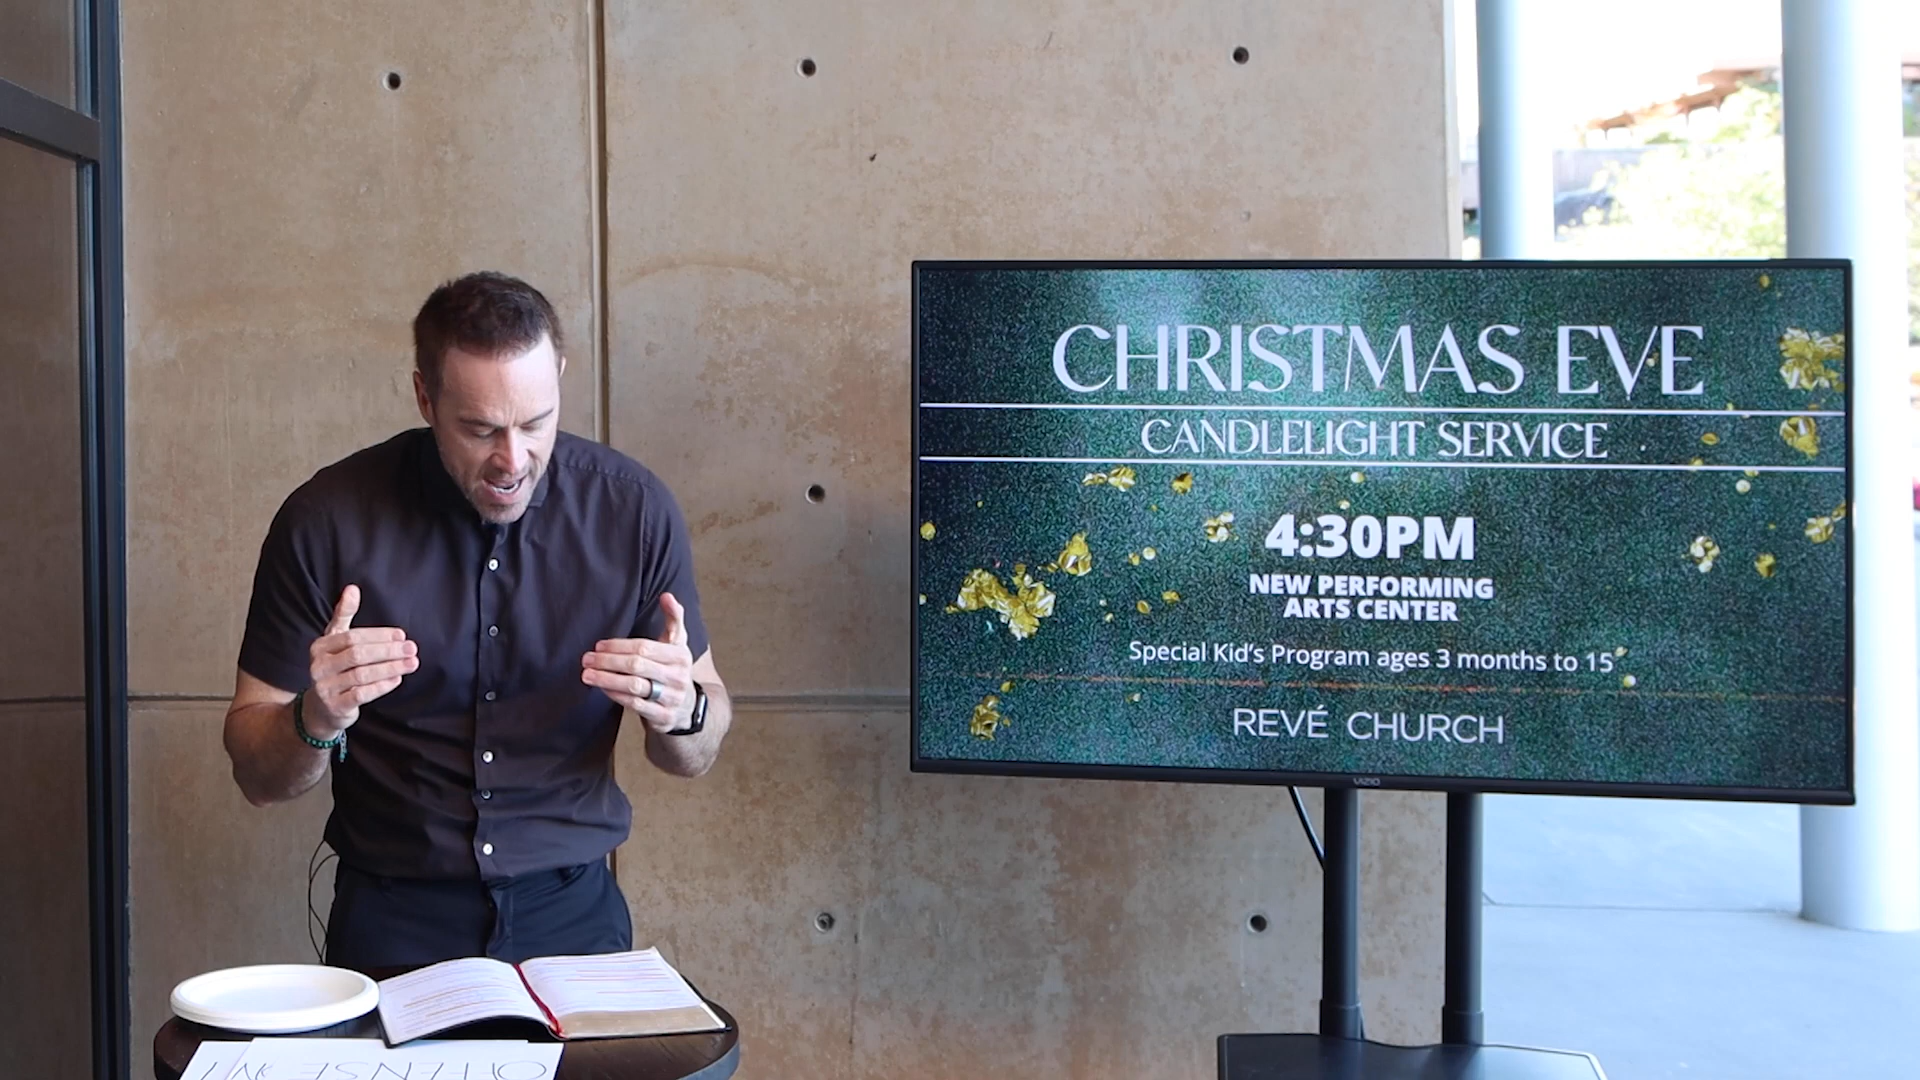 CHRISTMAS EVE
CANDLELIGHT SERVICE
4:30PM
NEW PERFORMING
ARTS CENTER
Special Kid's Program ages 3 months to 15
REVÉ CHURCH
VIZIO
OFFENSE